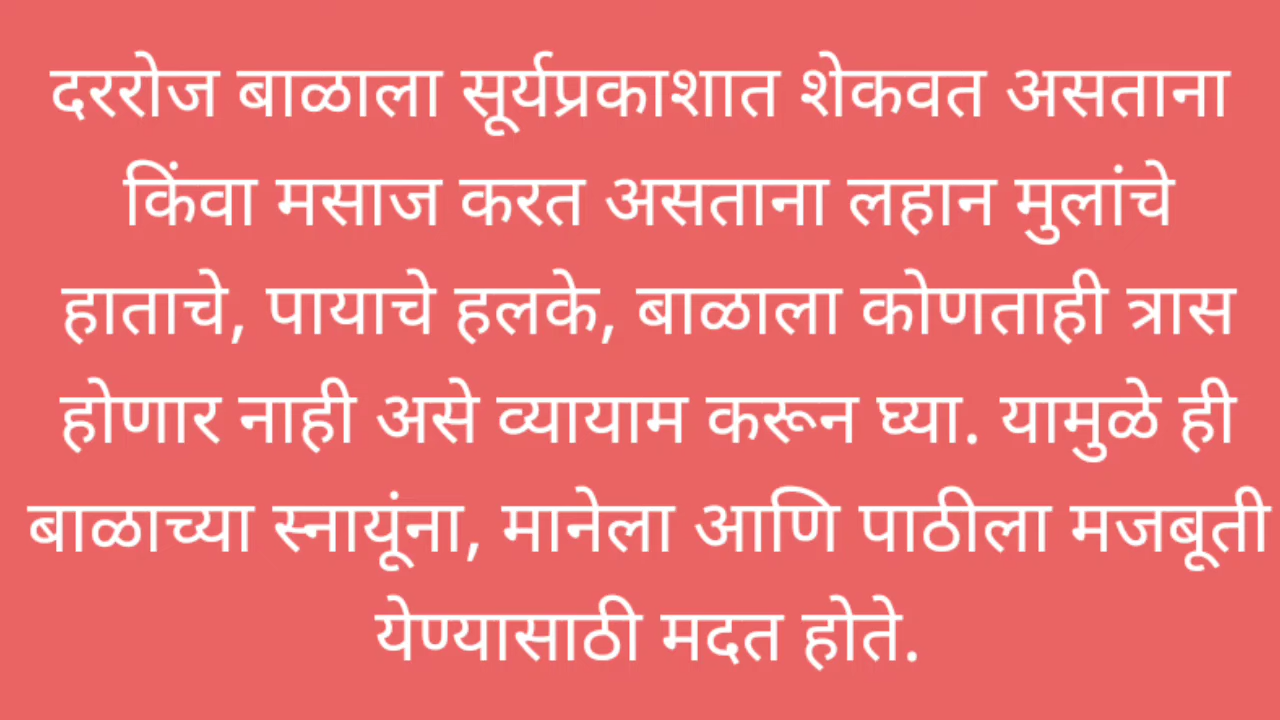 दररोज बाळाला सूर्यप्रकाशात शेकवत असताना
किंवा मसाज करत असताना लहान मुलांचे
हाताचे, पायाचे हलके, बाळाला कोणताही त्रास
होणार नाही असे व्यायाम करून घ्या. यामुळे ही
बाळाच्या स्नायूंना, मानेला आणि पाठीला मजबूती
येण्यासाठी मदत होते.